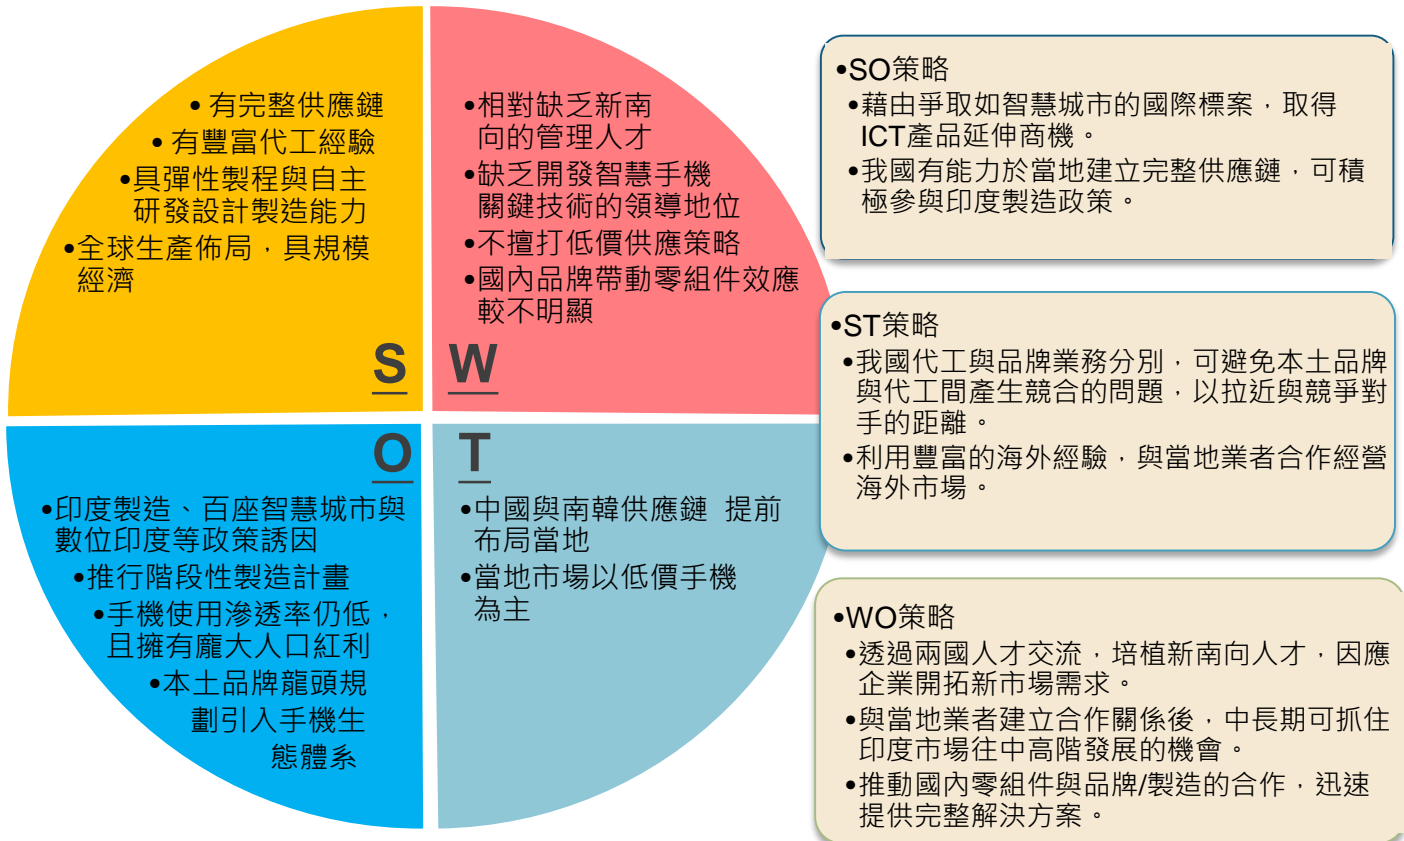 • 有完整供應鏈
• 有豐富代工經驗
•具彈性製程與自主
研發設計製造能力
•全球生產佈局，具規模
經濟
S
•相對缺乏新南
向的管理人才
•缺乏開發智慧手機
關鍵技術的領導地位
•不擅打低價供應策略
•國內品牌帶動零組件效應
較不明顯
W
O
•印度製造、百座智慧城市與
數位印度等政策誘因
•推行階段性製造計畫
•手機使用滲透率仍低，
且擁有龐大人口紅利
•本土品牌龍頭規
劃引入手機生
態體系
T
•中國與南韓供應鏈 提前
布局當地
•當地市場以低價手機
為主
•SO策略
•藉由爭取如智慧城市的國際標案，取得
ICT產品延伸商機。
•我國有能力於當地建立完整供應鏈，可積
極參與印度製造政策。
•ST策略
•我國代工與品牌業務分別，可避免本土品牌
與代工間產生競合的問題，以拉近與競爭對
手的距離。
•利用豐富的海外經驗，與當地業者合作經營
海外市場。
•WO策略
•透過兩國人才交流，培植新南向人才，因應
企業開拓新市場需求。
•與當地業者建立合作關係後，中長期可抓住
印度市場往中高階發展的機會。
•推動國內零組件與品牌/製造的合作，迅速
提供完整解決方案。